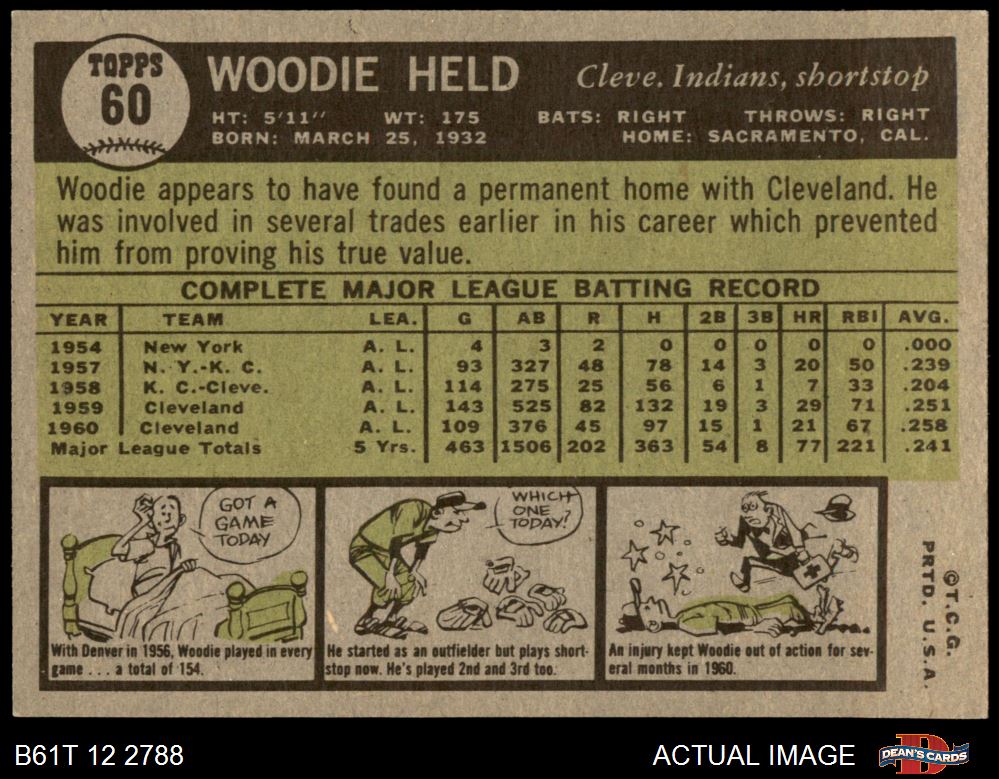 TOPPS
60
WOODIE HELD
Cleve. Indians, shortstop
HT: 5'11" WT: 175 BATS: RIGHT THROWS: RIGHT
BORN: MARCH 25, 1932 HOME: SACRAMENTO, CAL.
Woodie appears to have found a permanent home with Cleveland. He
was involved in several trades earlier in his career which prevented
him from proving his true value.
COMPLETE MAJOR LEAGUE BATTING RECORD
YEAR TEAM LEA. G AB R H 2B 3B HR RBI AVG.
1954 New York A. L. 4 3 2 0 0 0 0 0 .000
1957 N. Y.-K. C. A. L. 93 327 48 78 14 3 20 50 .239
1958 K. C.-Cleve. A. L. 114 275 25 56 6 1 7 33 .204
1959 Cleveland A. L. 143 525 82 132 19 3 29 71 .251
1960 Cleveland A. L. 109 376 45 97 15 1 21 67 .258
Major League Totals 5 Yrs. 463 1506 202 363 54 8 77 221 .241
GOT A
GAME
TODAY
With Denver in 1956, Woodie played in every
game . . . a total of 154.
WHICH
ONE
TODAY?
He started as an outfielder but plays short-
stop now. He's played 2nd and 3rd too.
An injury kept Woodie out of action for sev-
eral months in 1960.
©T.C.G.
PRTD. U.S.A.
B61T 12 2788
ACTUAL IMAGE
DEAN'S CARDS